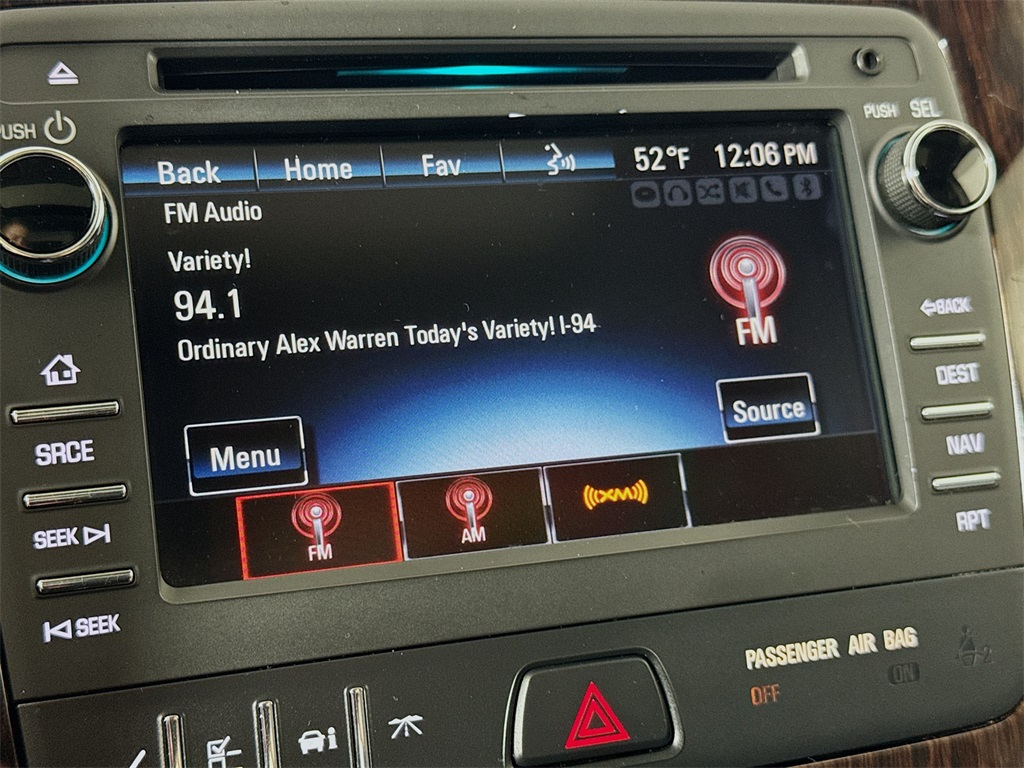 PUSH
PUSH SEL
Back Home Fav 52°F 12:06 PM
FM Audio
Variety!
94.1
Ordinary Alex Warren Today's Variety! I-94
FM
Menu
Source
FM AM XM
SRCE
SEEK
SEEK
BACK
DEST
NAV
RPT
PASSENGER AIR BAG
OFF ON
2